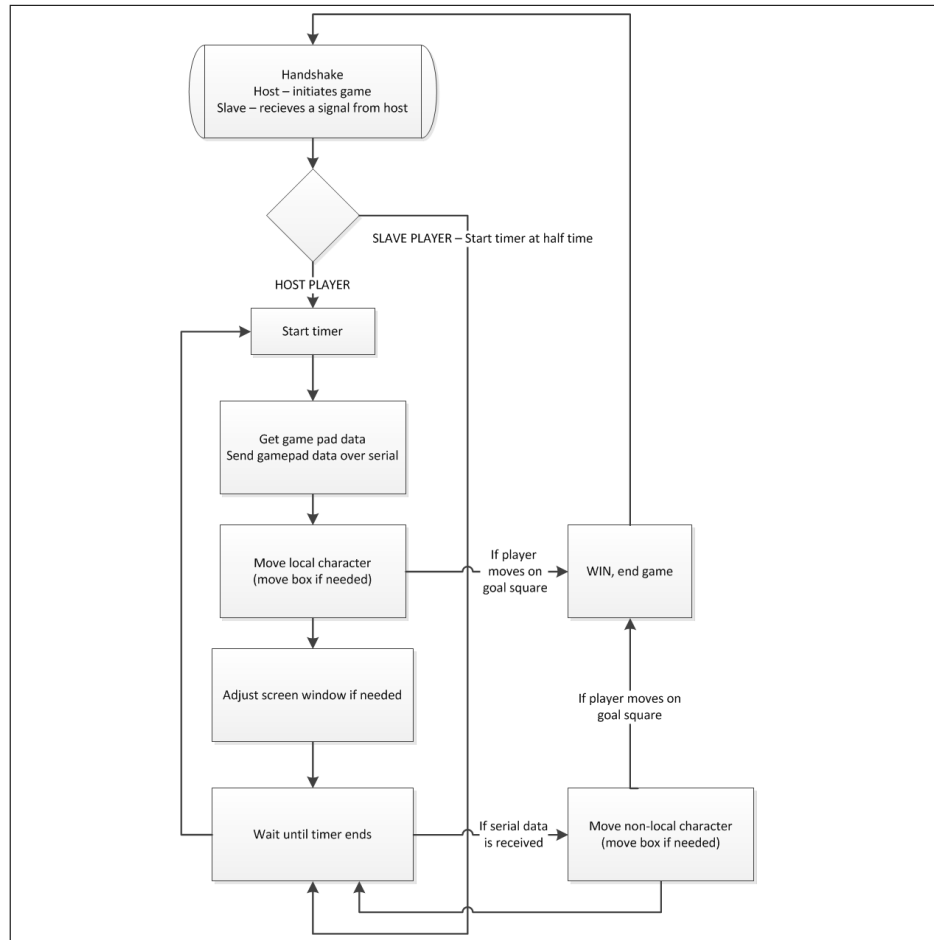 Handshake
Host – initiates game
Slave – recieves a signal from host
SLAVE PLAYER – Start timer at half time
HOST PLAYER
Start timer
Get game pad data
Send gamepad data over serial
Move local character
(move box if needed)
If player
moves on
goal square
WIN, end game
Adjust screen window if needed
If player moves on
goal square
Wait until timer ends
If serial data
is received
Move non-local character
(move box if needed)